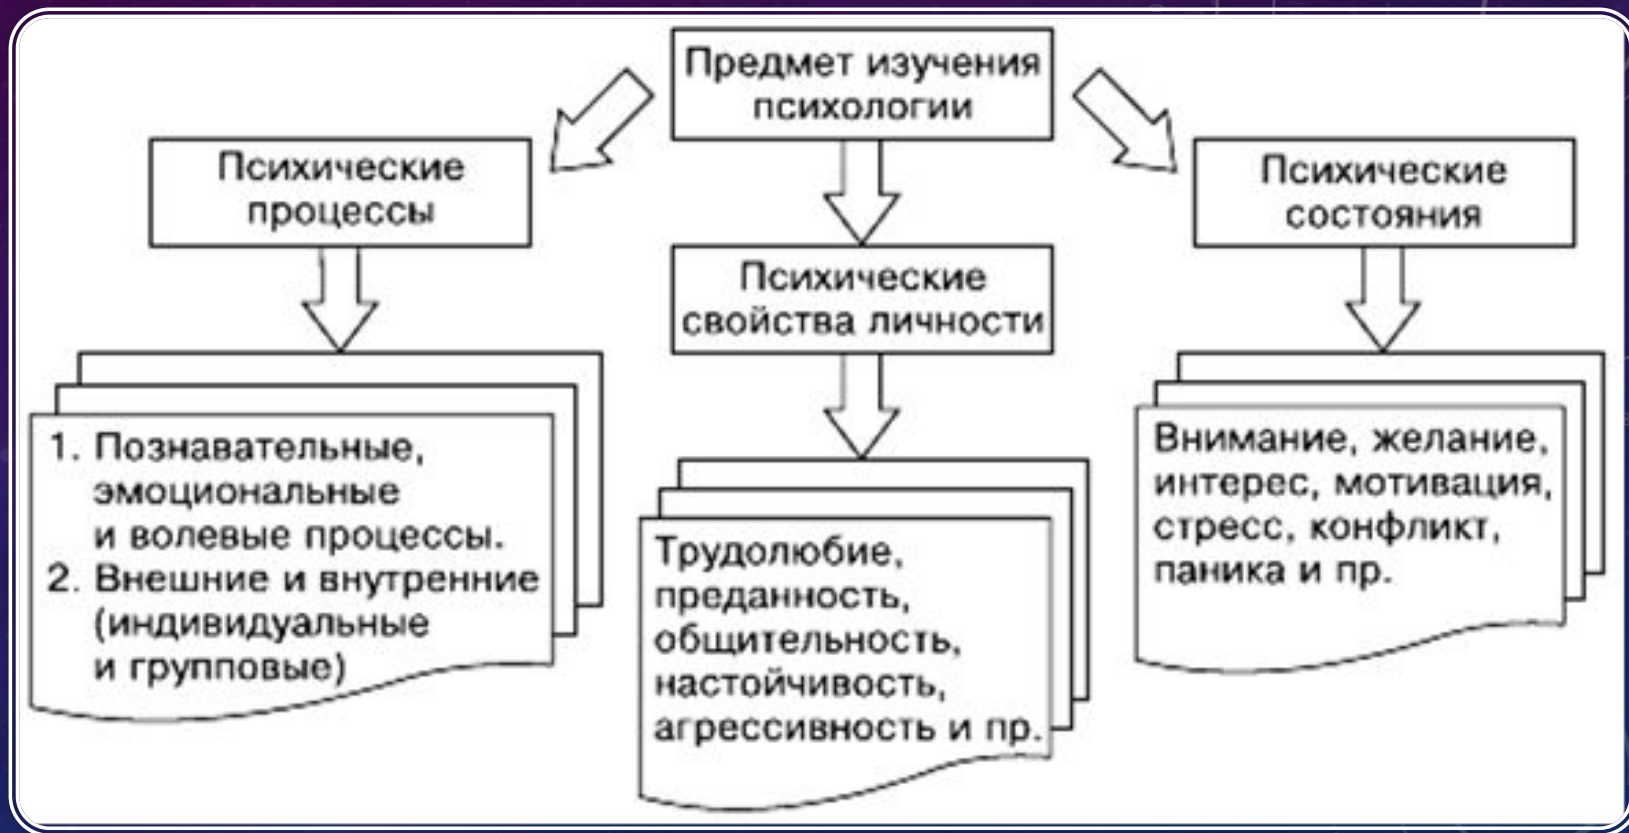 Предмет изучения
психологии
Психические
процессы
Психические
свойства личности
Психические
состояния
1. Познавательные,
эмоциональные
и волевые процессы.
2. Внешние и внутренние
(индивидуальные
и групповые)
Трудолюбие,
преданность,
общительность,
настойчивость,
агрессивность и пр.
Внимание, желание,
интерес, мотивация,
стресс, конфликт,
паника и пр.